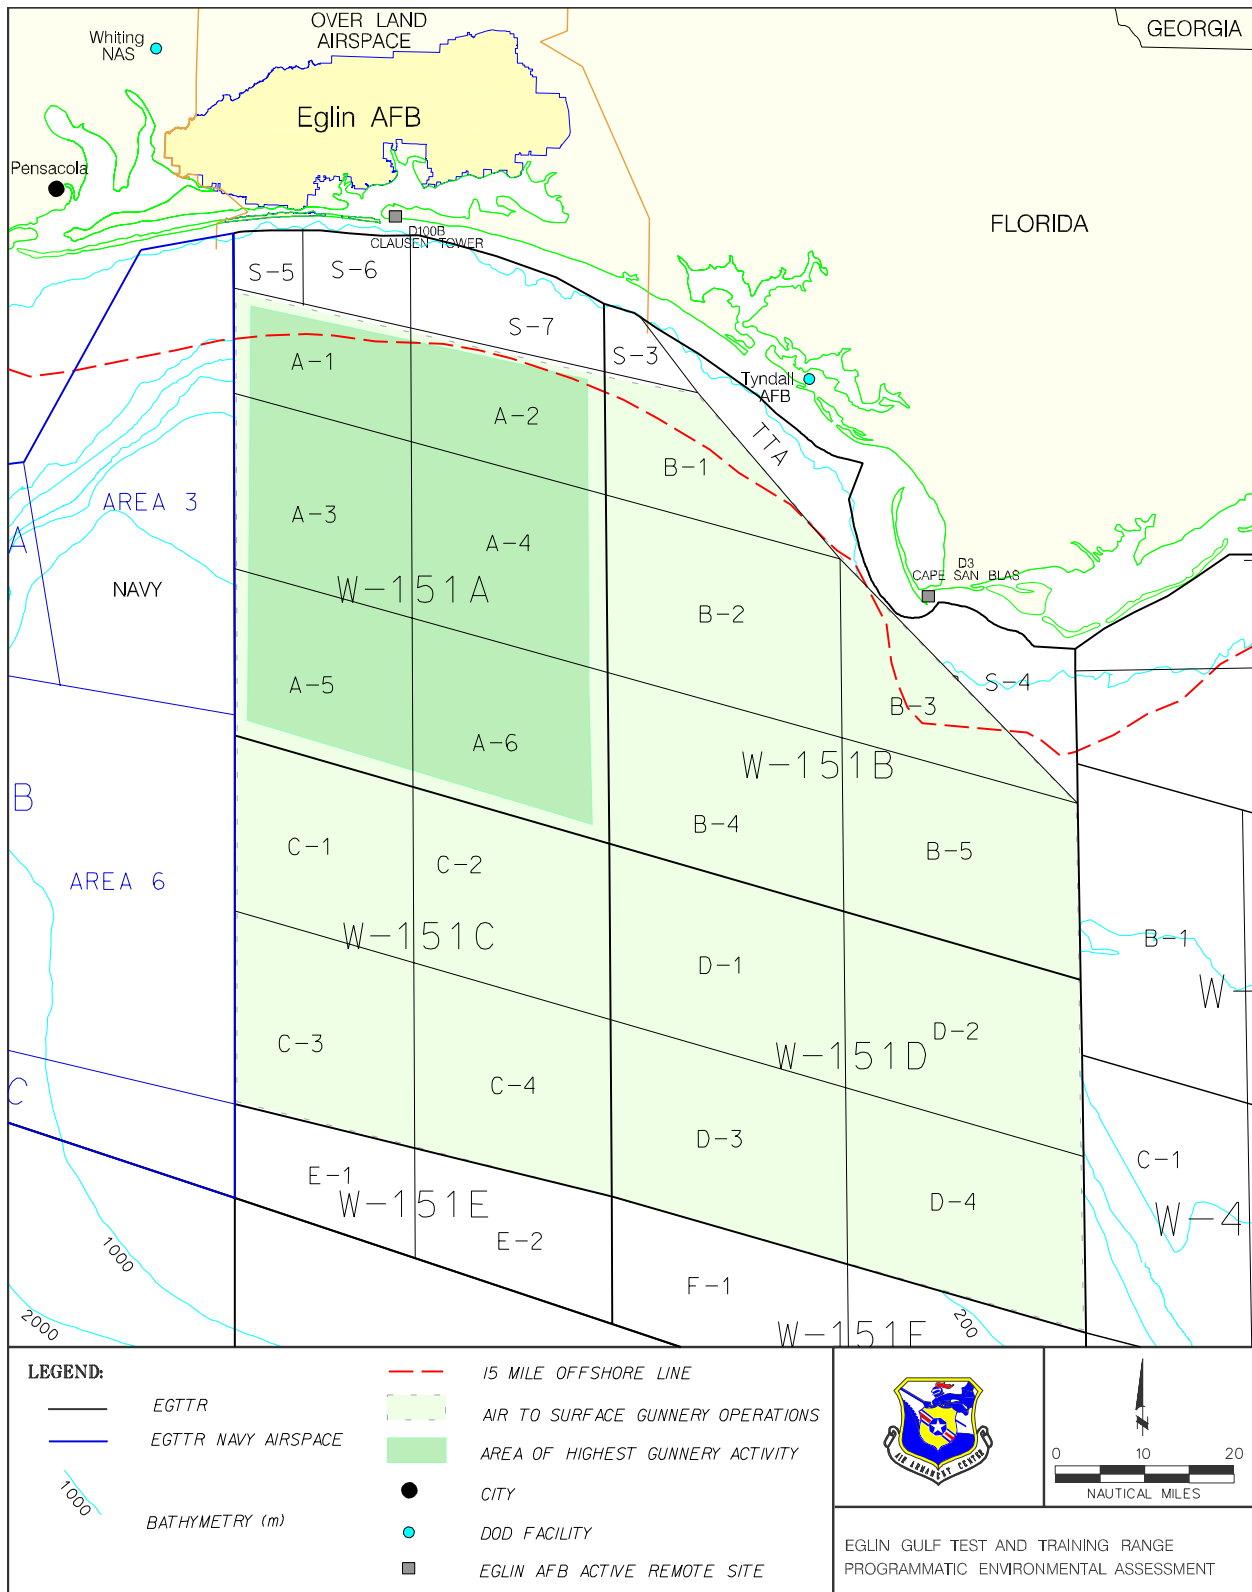 OVER LAND
AIRSPACE
GEORGIA
Whiting
NAS
Eglin AFB
Pensacola
FLORIDA
D100B
CLAUSEN TOWER
S-5
S-6
S-7
S-3
Tyndall
AFB
TTA
A-1
A-2
B-1
A-3
A-4
AREA 3
A
NAVY
W-151A
D3
CAPE SAN BLAS
B-2
A-5
S-4
B-3
A-6
W-151B
B
B-4
B-5
C-1
C-2
AREA 6
W-151C
B-1
D-1
W-
C-3
D-2
W-151D
C-4
C
D-3
C-1
E-1
W-151E
D-4
W-4
E-2
1000
F-1
2000
200
W-151F
LEGEND:
EGTTR
EGTTR NAVY AIRSPACE
1000
BATHYMETRY (m)
15 MILE OFFSHORE LINE
AIR TO SURFACE GUNNERY OPERATIONS
AREA OF HIGHEST GUNNERY ACTIVITY
CITY
DOD FACILITY
EGLIN AFB ACTIVE REMOTE SITE
AIR ARMAMENT CENTER
N
0 10 20
NAUTICAL MILES
EGLIN GULF TEST AND TRAINING RANGE
PROGRAMMATIC ENVIRONMENTAL ASSESSMENT